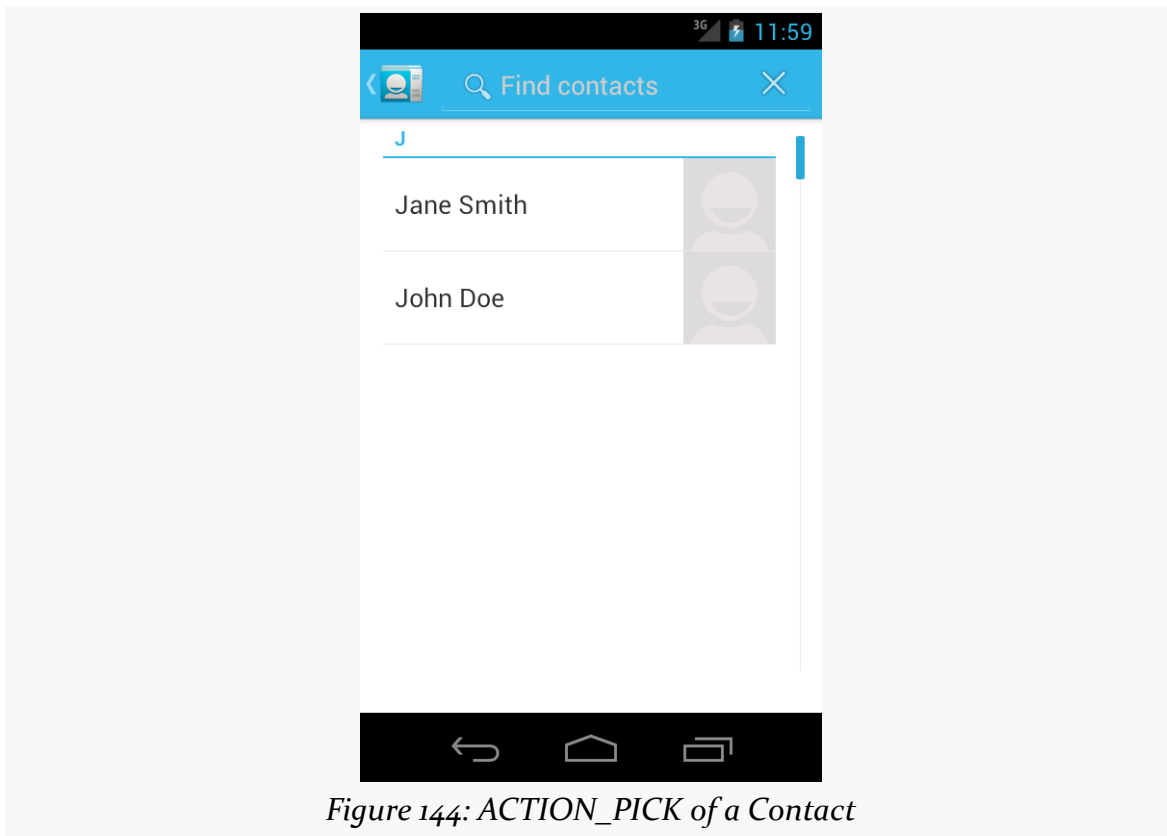 3G 11:59
Find contacts
J
Jane Smith
John Doe
Figure 144: ACTION_PICK of a Contact